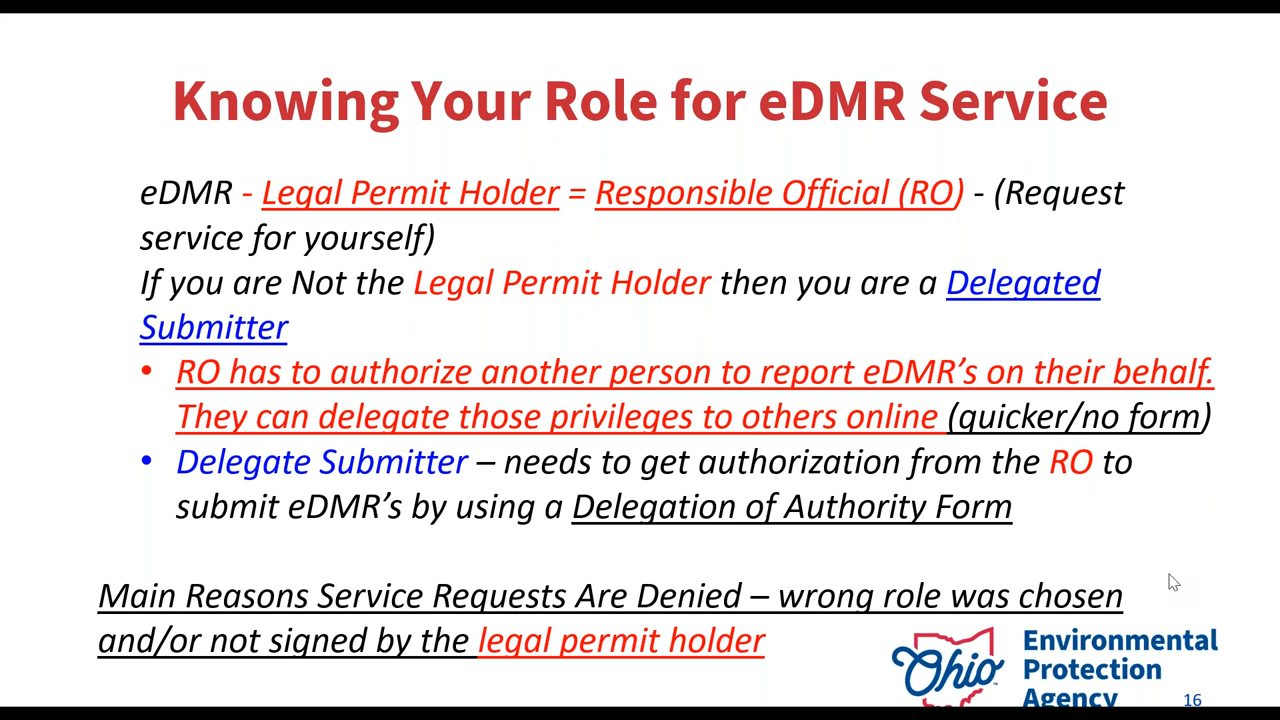 Knowing Your Role for eDMR Service
eDMR - Legal Permit Holder = Responsible Official (RO) - (Request
service for yourself)
If you are Not the Legal Permit Holder then you are a Delegated
Submitter
• RO has to authorize another person to report eDMR’s on their behalf.
They can delegate those privileges to others online (quicker/no form)
• Delegate Submitter – needs to get authorization from the RO to
submit eDMR’s by using a Delegation of Authority Form
Main Reasons Service Requests Are Denied – wrong role was chosen
and/or not signed by the legal permit holder
Ohio
Environmental
Protection
Agency
16